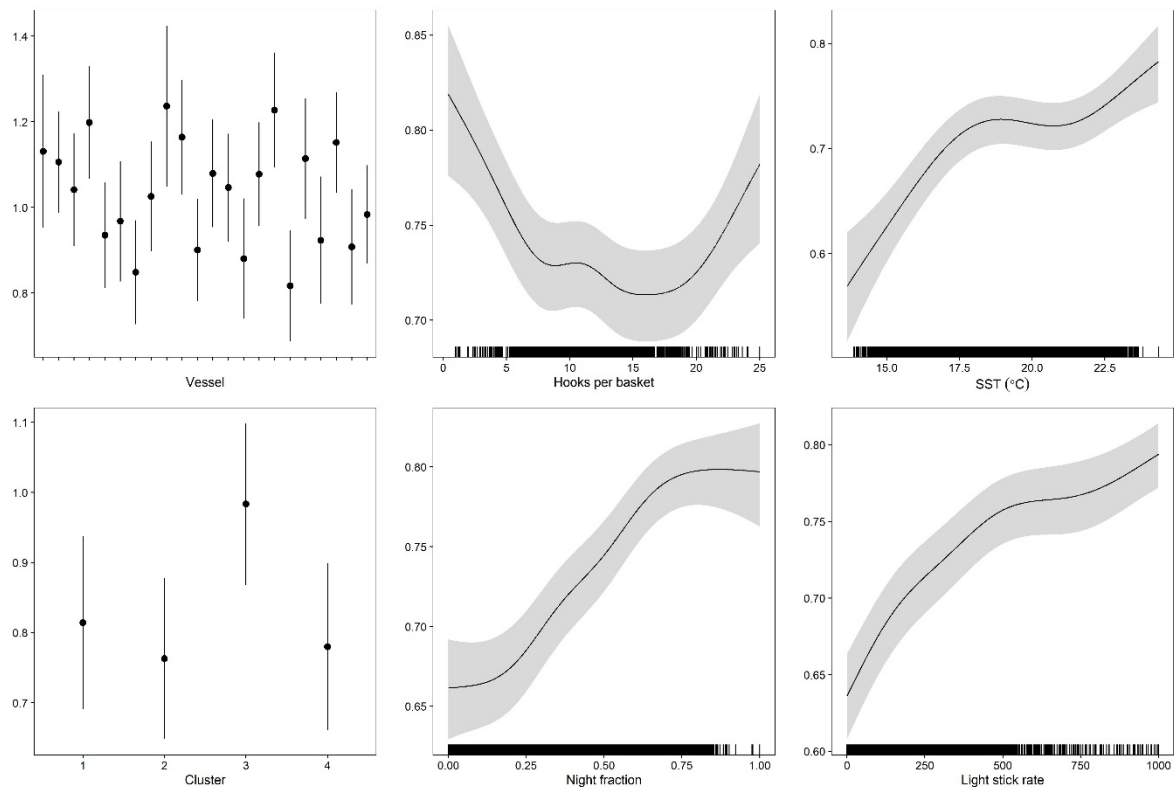 1.4
1.2
1.0
0.8
Vessel
0.85
0.80
0.75
0.70
0 5 10 15 20 25
Hooks per basket
0.8
0.7
0.6
15.0 17.5 20.0 22.5
SST (°C)
1.1
1.0
0.9
0.8
0.7
1 2 3 4
Cluster
0.80
0.75
0.70
0.65
0.00 0.25 0.50 0.75 1.00
Night fraction
0.80
0.75
0.70
0.65
0.60
0 250 500 750 1000
Light stick rate